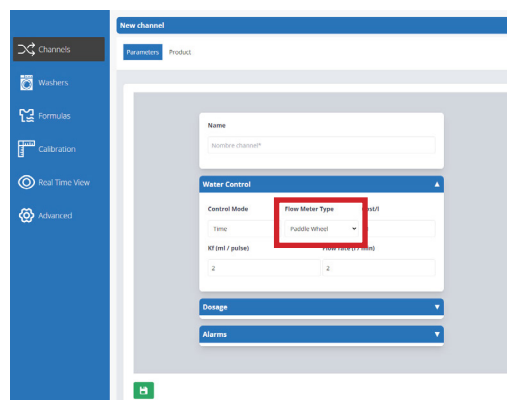 New channel
Channels
Washers
Formulas
Calibration
Real Time View
Advanced
Parameters Product
Name
Nombre channel*
Water Control
Control Mode Flow Meter Type
Time Paddle Wheel
Kf (ml / pulse)
2 2
Dosage
Alarms